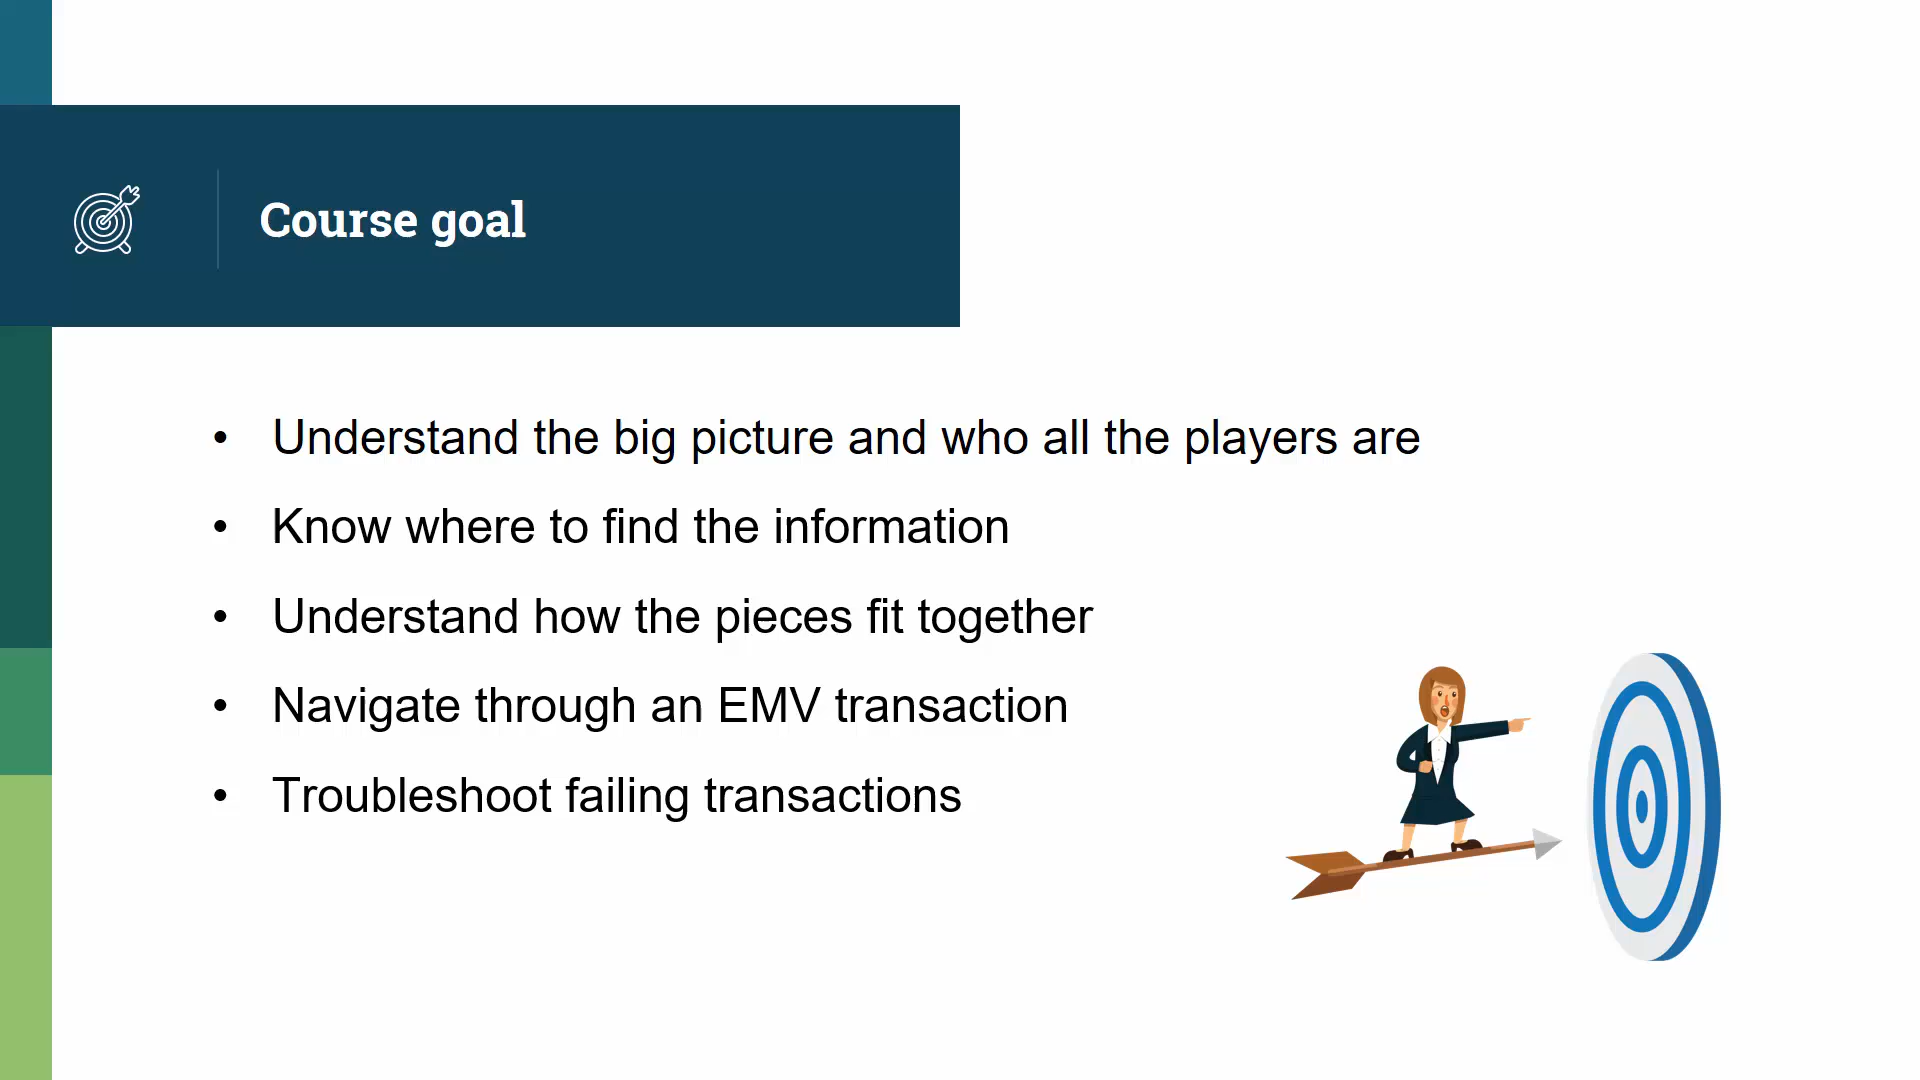 Course goal
• Understand the big picture and who all the players are
• Know where to find the information
• Understand how the pieces fit together
• Navigate through an EMV transaction
• Troubleshoot failing transactions